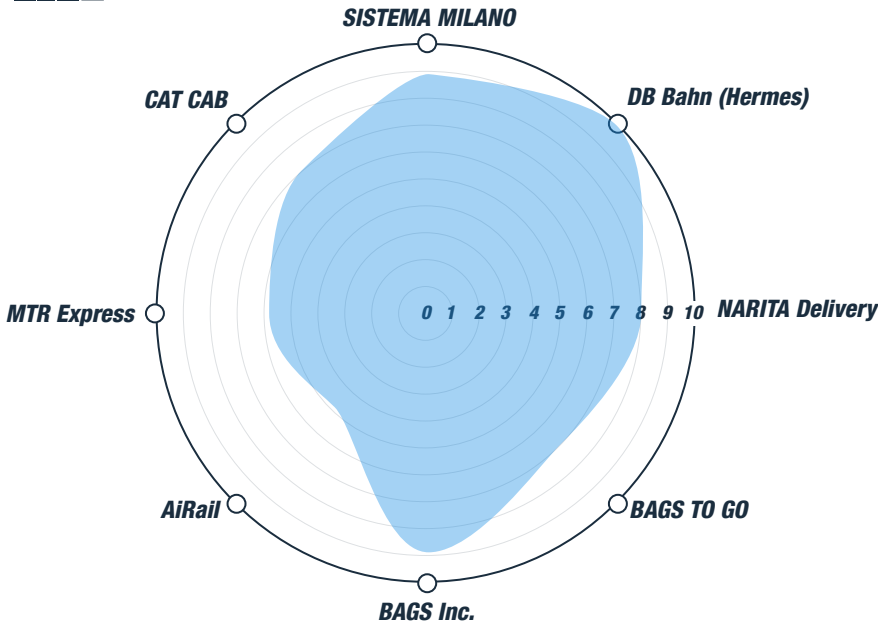 SISTEMA MILANO
CAT CAB
DB Bahn (Hermes)
MTR Express
0 1 2 3 4 5 6 7 8 9 10
NARITA Delivery
AiRail
BAGS TO GO
BAGS Inc.